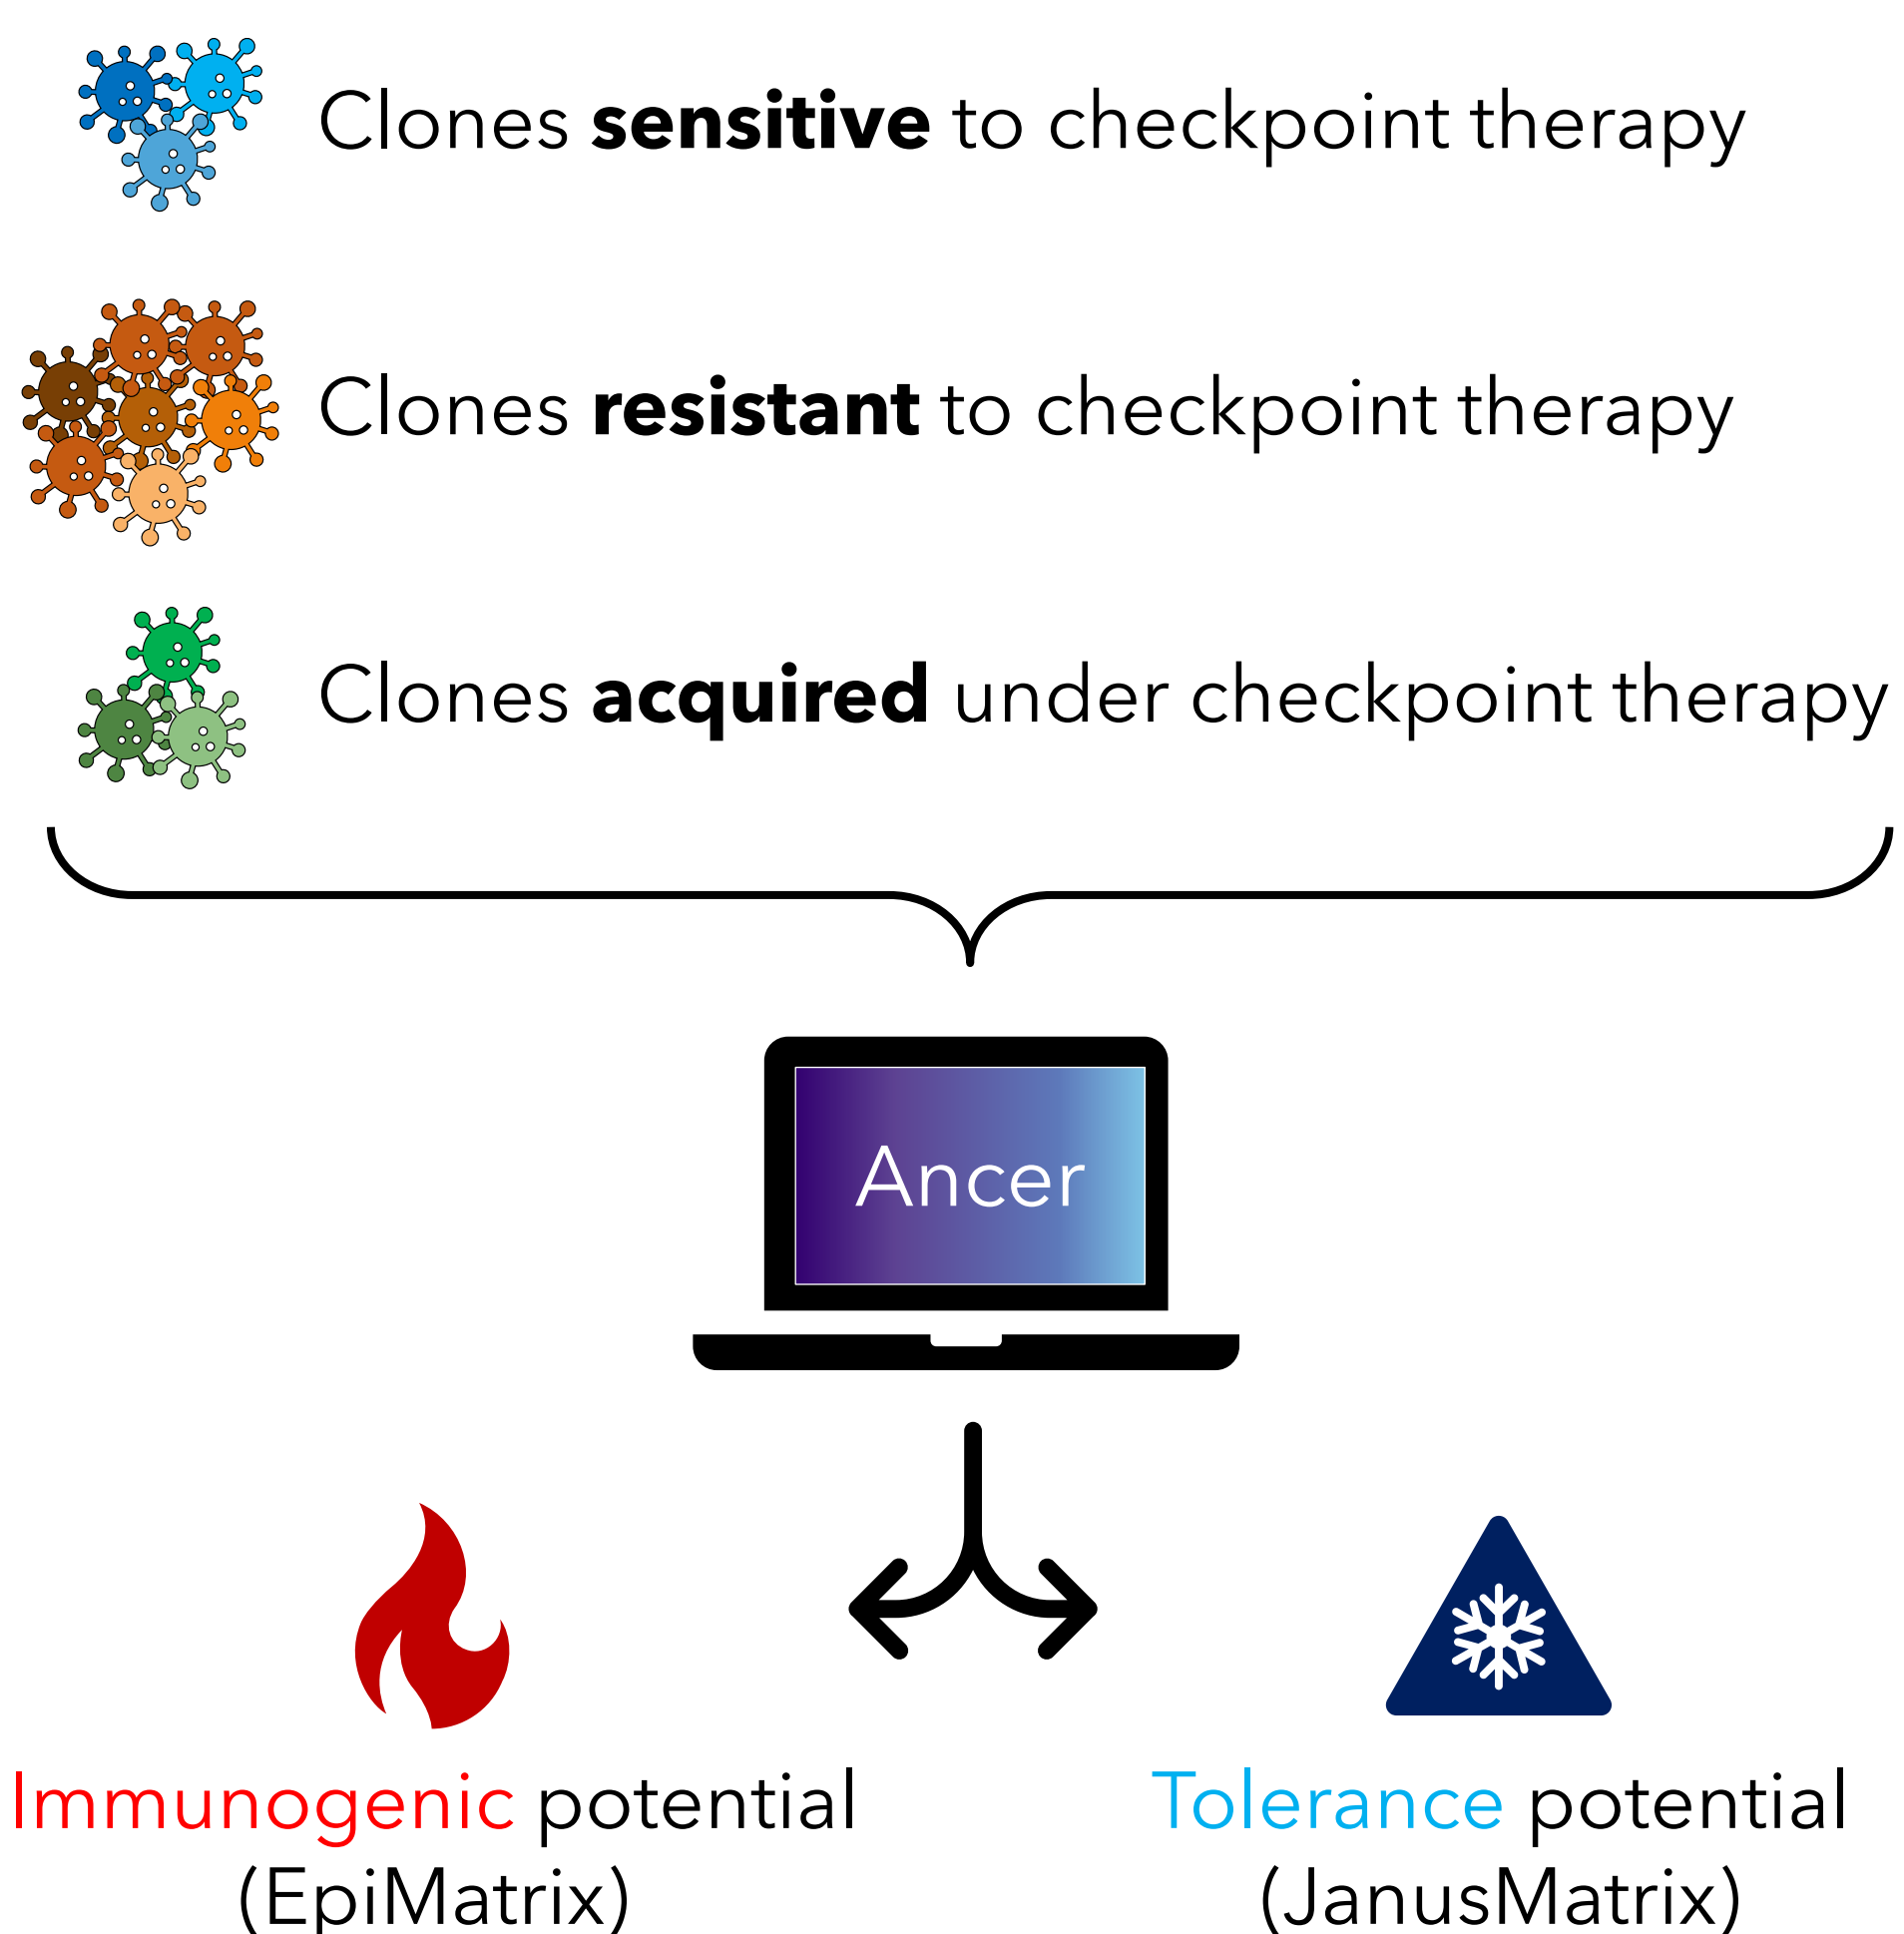 Clones sensitive to checkpoint therapy
Clones resistant to checkpoint therapy
Clones acquired under checkpoint therapy
Ancer
Immunogenic potential
(EpiMatrix)
Tolerance potential
(JanusMatrix)